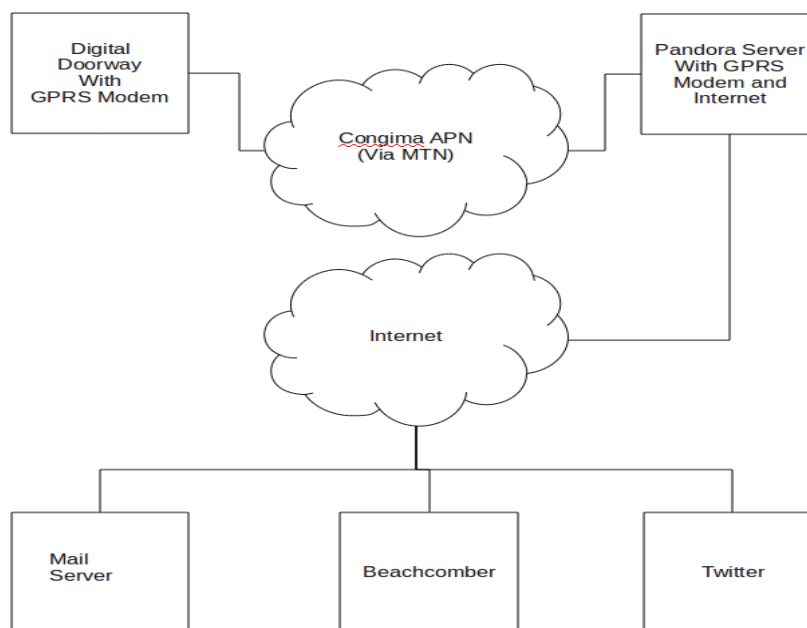 Digital
Doorway
With
GPRS Modem
Pandora Server
With GPRS
Modem and
Internet
Congima APN
(Via MTN)
Internet
Mail
Server
Beachcomber
Twitter